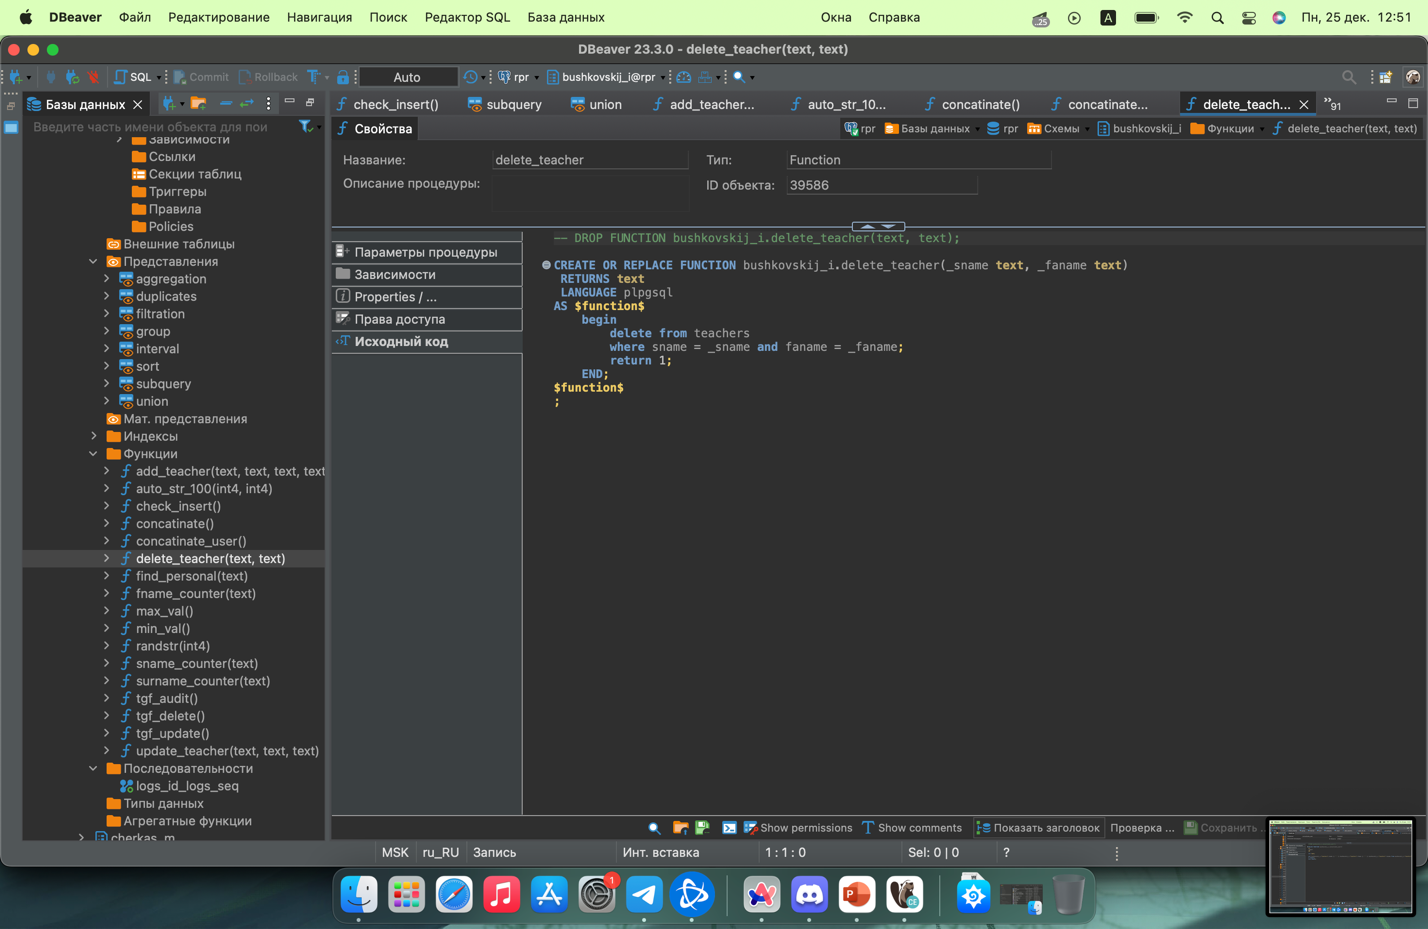 DBeaver Файл Редактирование Навигация Поиск Редактор SQL База данных Окна Справка .25 A Пн, 25 дек. 12:51
DBeaver 23.3.0 - delete_teacher(text, text)
SQL Commit Rollback T Auto rpr bushkovskij_i@rpr
Базы данных
check_insert() subquery union add_teacher... auto_str_10... concatinate() concatinate... delete_teach... »91
Введите часть имени объекта для пои
Свойства
rpr Базы данных rpr Схемы bushkovskij_i Функции delete_teacher(text, text)
Название: delete_teacher Тип: Function
Описание процедуры: ID объекта: 39586
Зависимости
Ссылки
Секции таблиц
Триггеры
Правила
Policies
Внешние таблицы
Представления
aggregation
duplicates
filtration
group
interval
sort
subquery
union
Мат. представления
Индексы
Функции
add_teacher(text, text, text, text
auto_str_100(int4, int4)
check_insert()
concatinate()
concatinate_user()
delete_teacher(text, text)
find_personal(text)
fname_counter(text)
max_val()
min_val()
randstr(int4)
sname_counter(text)
surname_counter(text)
tgf_audit()
tgf_delete()
tgf_update()
update_teacher(text, text, text)
Последовательности
logs_id_logs_seq
Типы данных
Агрегатные функции
cherkas_m
Параметры процедуры
Зависимости
Properties / ...
Права доступа
Исходный код
-- DROP FUNCTION bushkovskij_i.delete_teacher(text, text);
CREATE OR REPLACE FUNCTION bushkovskij_i.delete_teacher(_sname text, _faname text)
RETURNS text
LANGUAGE plpgsql
AS $function$
begin
delete from teachers
where sname = _sname and faname = _faname;
return 1;
END;
$function$
;
Show permissions Show comments Показать заголовок Проверка ... Сохранить ...
MSK ru_RU Запись Инт. вставка 1 : 1 : 0 Sel: 0 | 0 ?
1